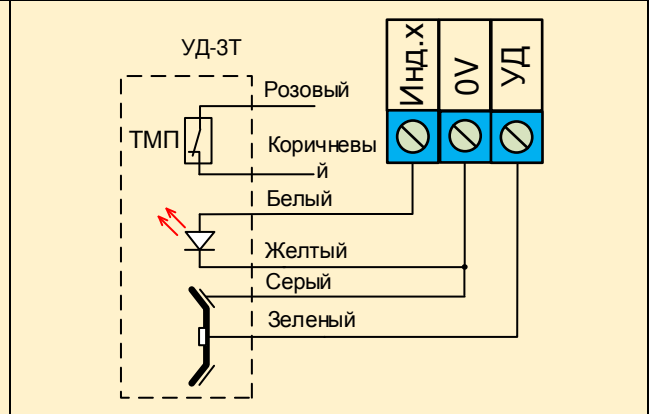 УД-3Т
Инд.х
0V
УД
Розовый
ТМП
Коричневы
й
Белый
Желтый
Серый
Зеленый